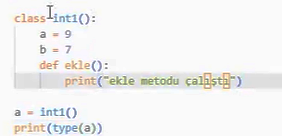 class int1():
    a = 9
    b = 7
    def ekle():
        print("ekle metodu çalıştı")
a = int1()
print(type(a))